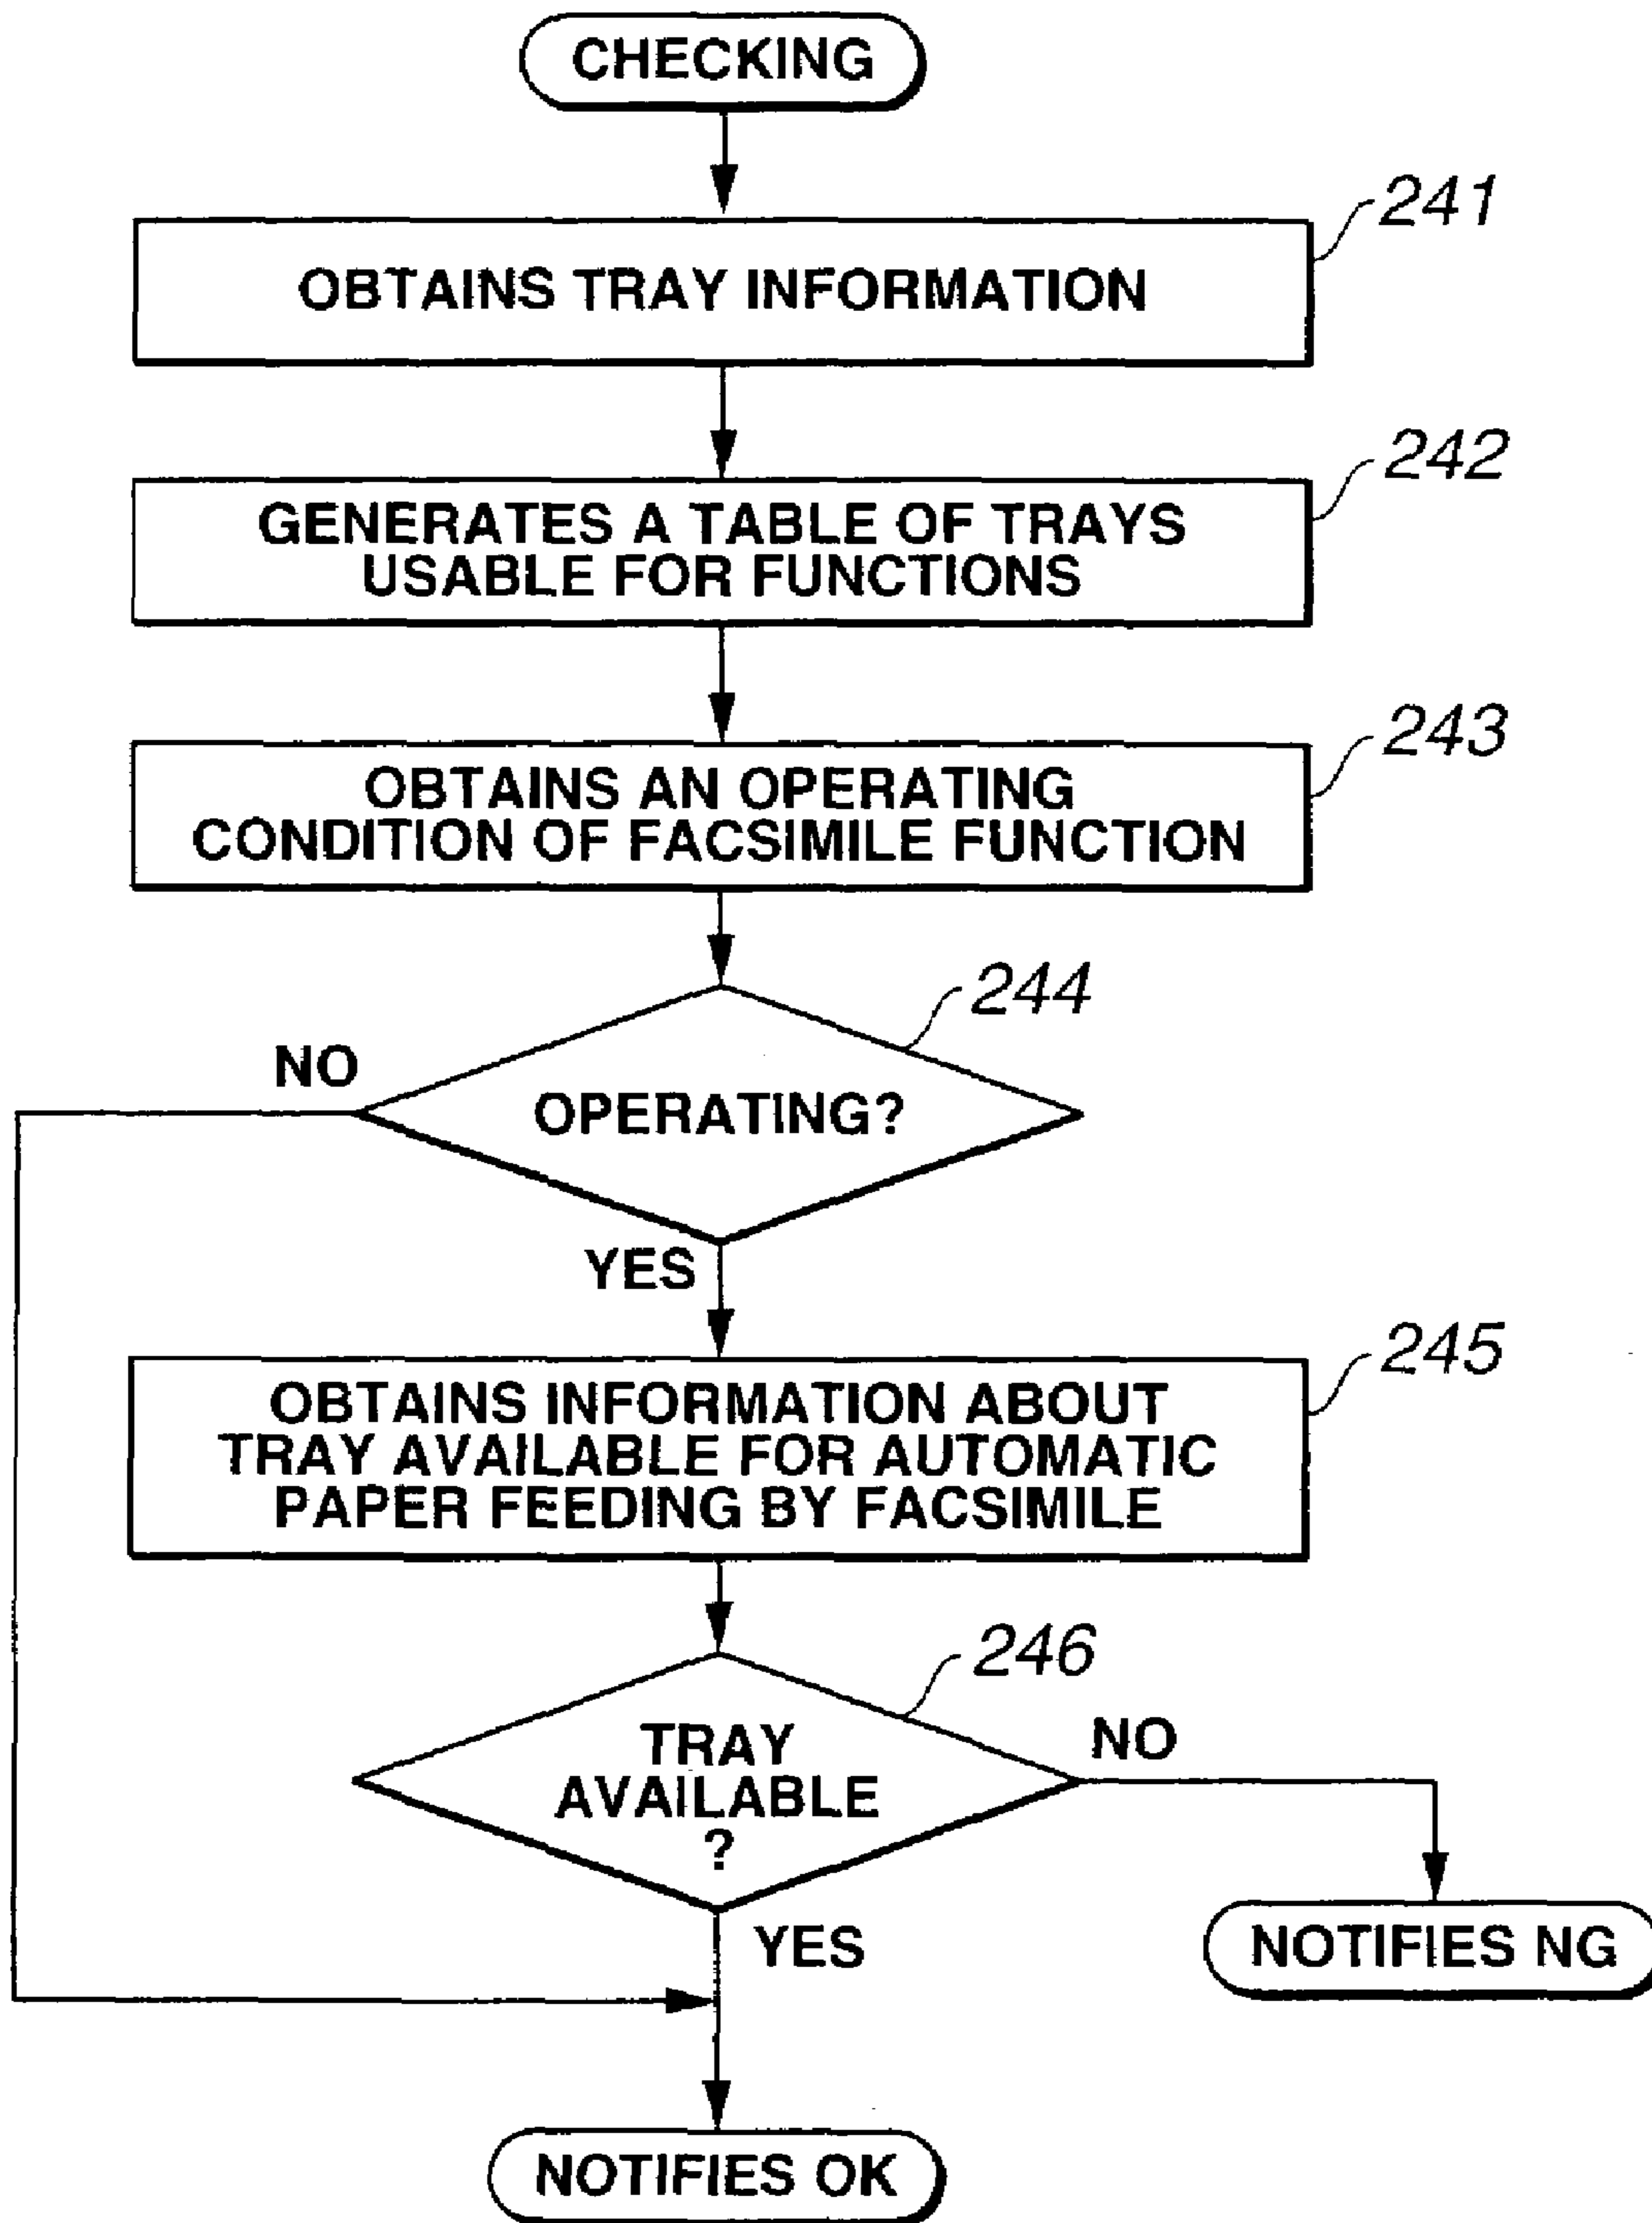 CHECKING
241
OBTAINS TRAY INFORMATION
242
GENERATES A TABLE OF TRAYS
USABLE FOR FUNCTIONS
243
OBTAINS AN OPERATING
CONDITION OF FACSIMILE FUNCTION
244
NO
OPERATING?
YES
245
OBTAINS INFORMATION ABOUT
TRAY AVAILABLE FOR AUTOMATIC
PAPER FEEDING BY FACSIMILE
246
TRAY
AVAILABLE
?
NO
YES
NOTIFIES NG
NOTIFIES OK